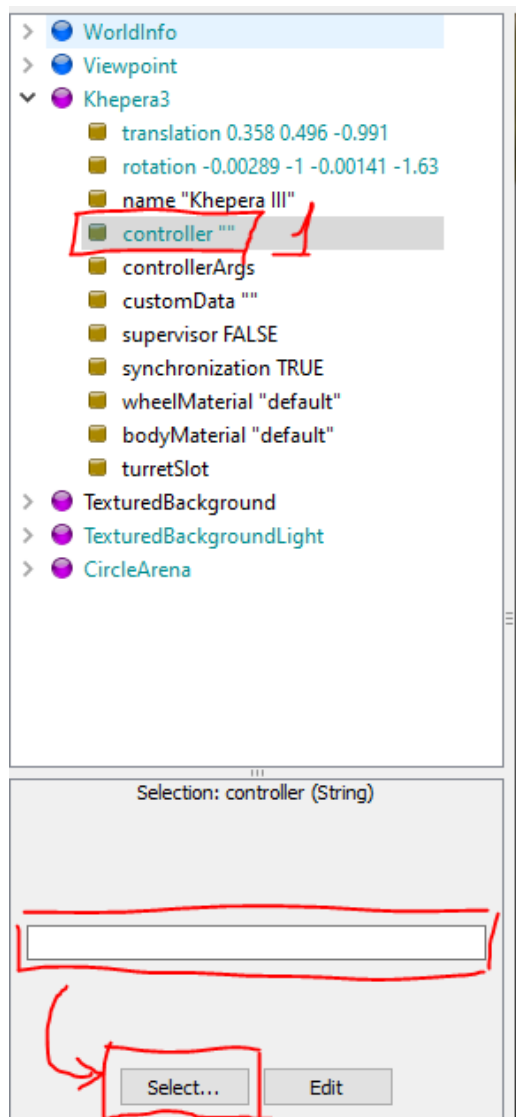 WorldInfo
Viewpoint
Khepera3
translation 0.358 0.496 -0.991
rotation -0.00289 -1 -0.00141 -1.63
name "Khepera III"
controller "" 1
controllerArgs
customData ""
supervisor FALSE
synchronization TRUE
wheelMaterial "default"
bodyMaterial "default"
turretSlot
TexturedBackground
TexturedBackgroundLight
CircleArena
Selection: controller (String)
Select... Edit